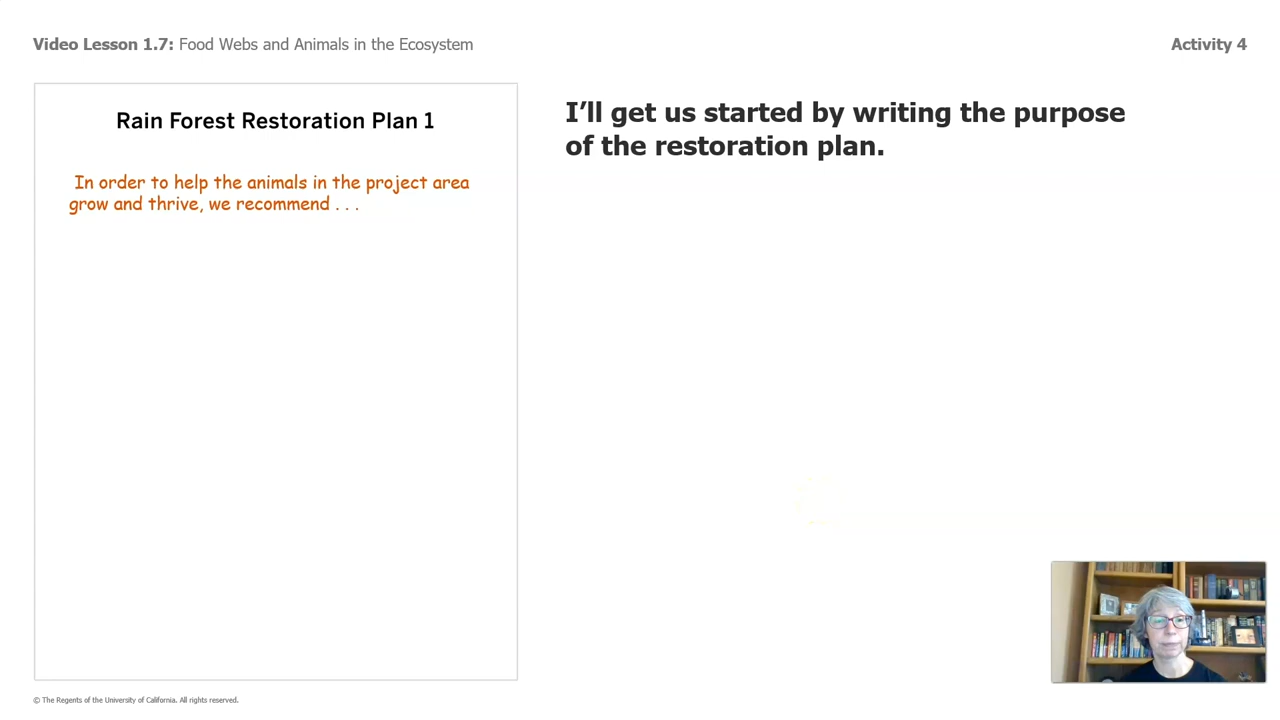 Video Lesson 1.7: Food Webs and Animals in the Ecosystem
Activity 4
Rain Forest Restoration Plan 1
In order to help the animals in the project area
grow and thrive, we recommend . . .
I’ll get us started by writing the purpose
of the restoration plan.
© The Regents of the University of California. All rights reserved.